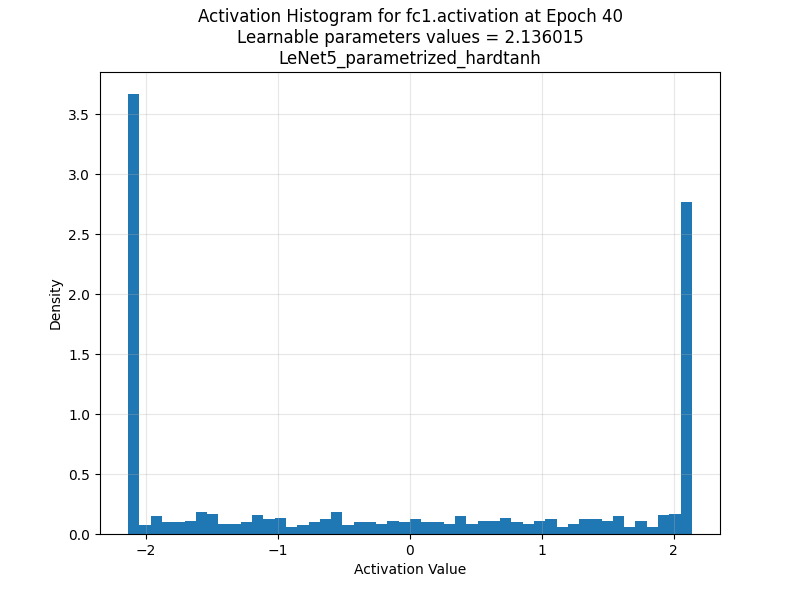 Activation Histogram for fc1.activation at Epoch 40
Learnable parameters values = 2.136015
LeNet5_parametrized_hardtanh
3.5
3.0
2.5
2.0
1.5
1.0
0.5
0.0
Density
−2
−1
0
1
2
Activation Value